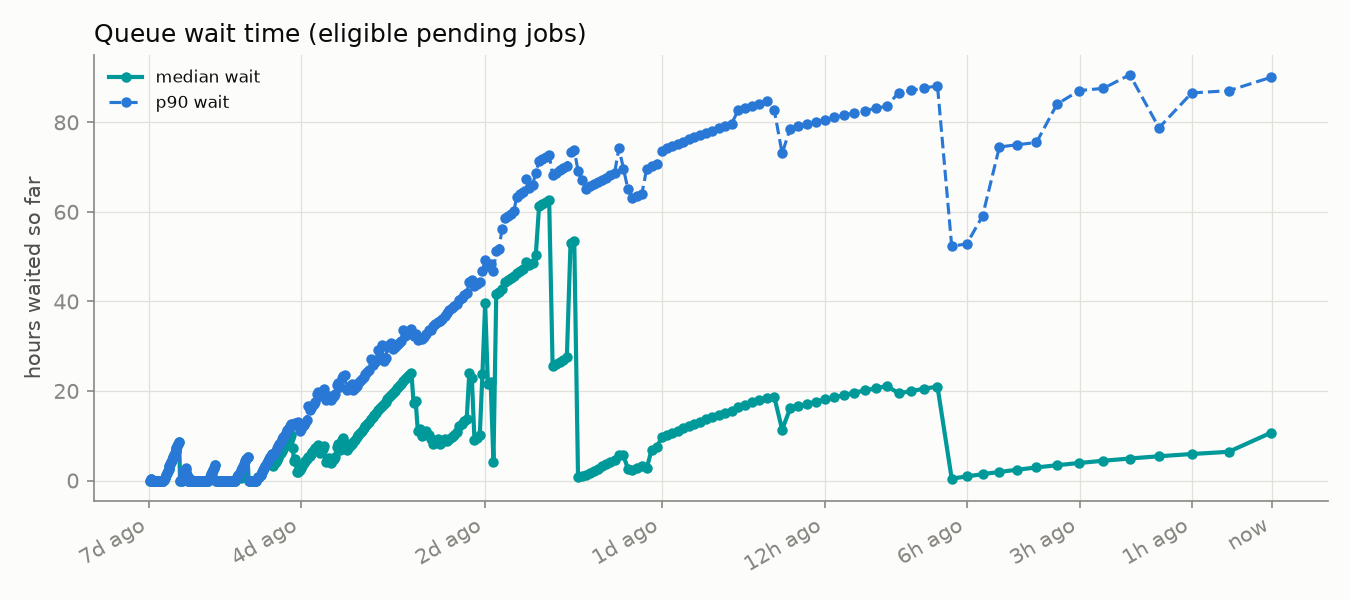 Queue wait time (eligible pending jobs)
median wait
p90 wait
hours waited so far
80
60
40
20
0
7d ago
4d ago
2d ago
1d ago
12h ago
6h ago
3h ago
1h ago
now